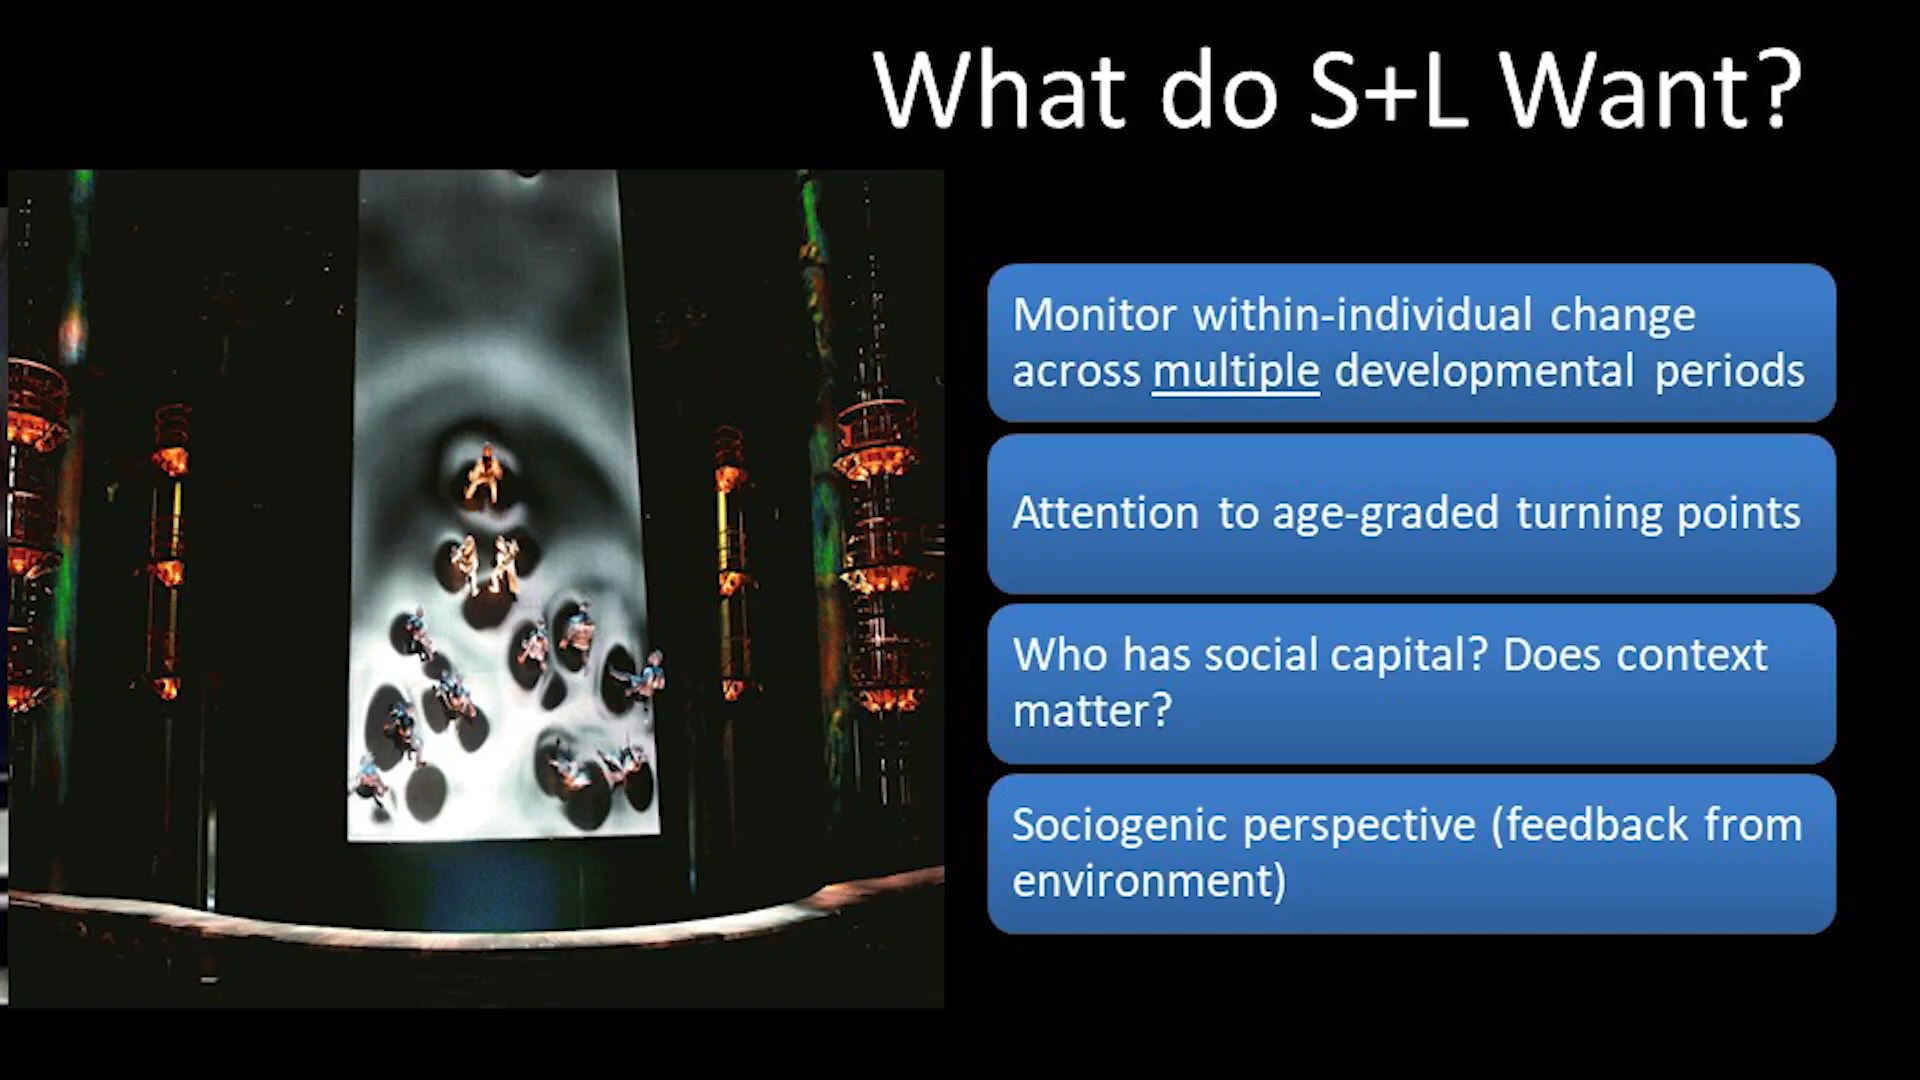 What do S+L Want?
Monitor within-individual change
across multiple developmental periods
Attention to age-graded turning points
Who has social capital? Does context
matter?
Sociogenic perspective (feedback from
environment)